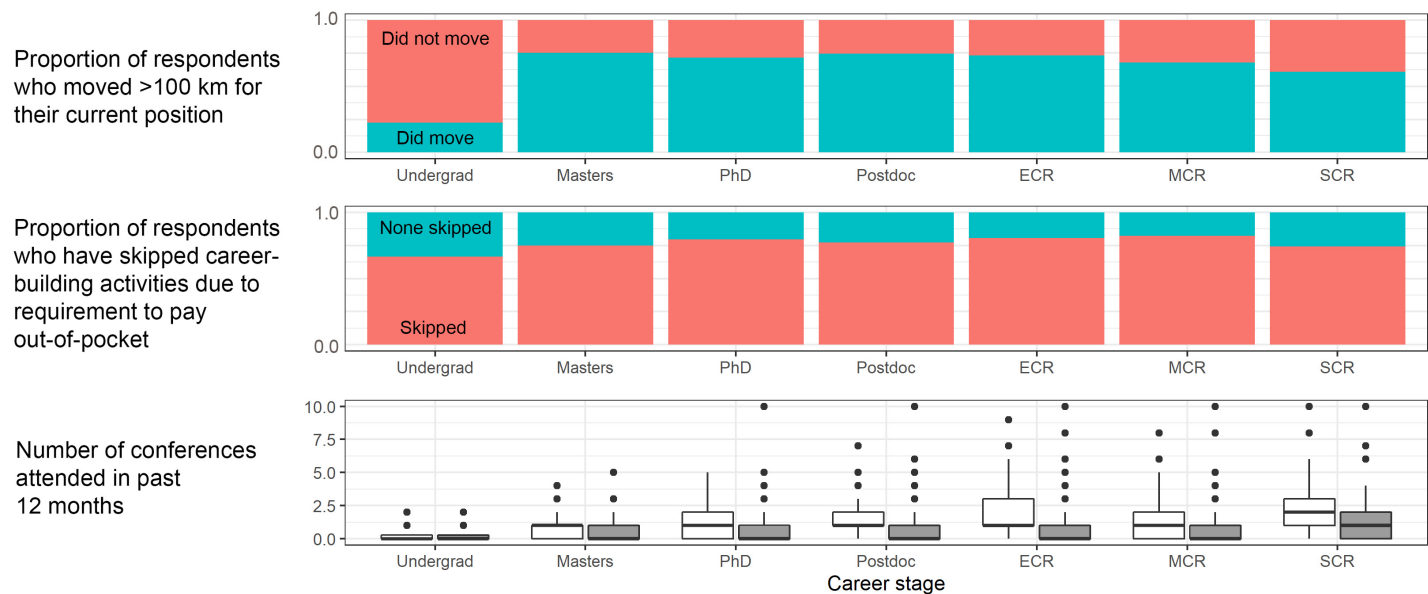 Proportion of respondents
who moved >100 km for
their current position
1.0
0.0
Did not move
Did move
Undergrad Masters PhD Postdoc ECR MCR SCR
Proportion of respondents
who have skipped career-
building activities due to
requirement to pay
out-of-pocket
1.0
0.0
None skipped
Skipped
Undergrad Masters PhD Postdoc ECR MCR SCR
Number of conferences
attended in past
12 months
10.0
7.5
5.0
2.5
0.0
Undergrad Masters PhD Postdoc ECR MCR SCR
Career stage